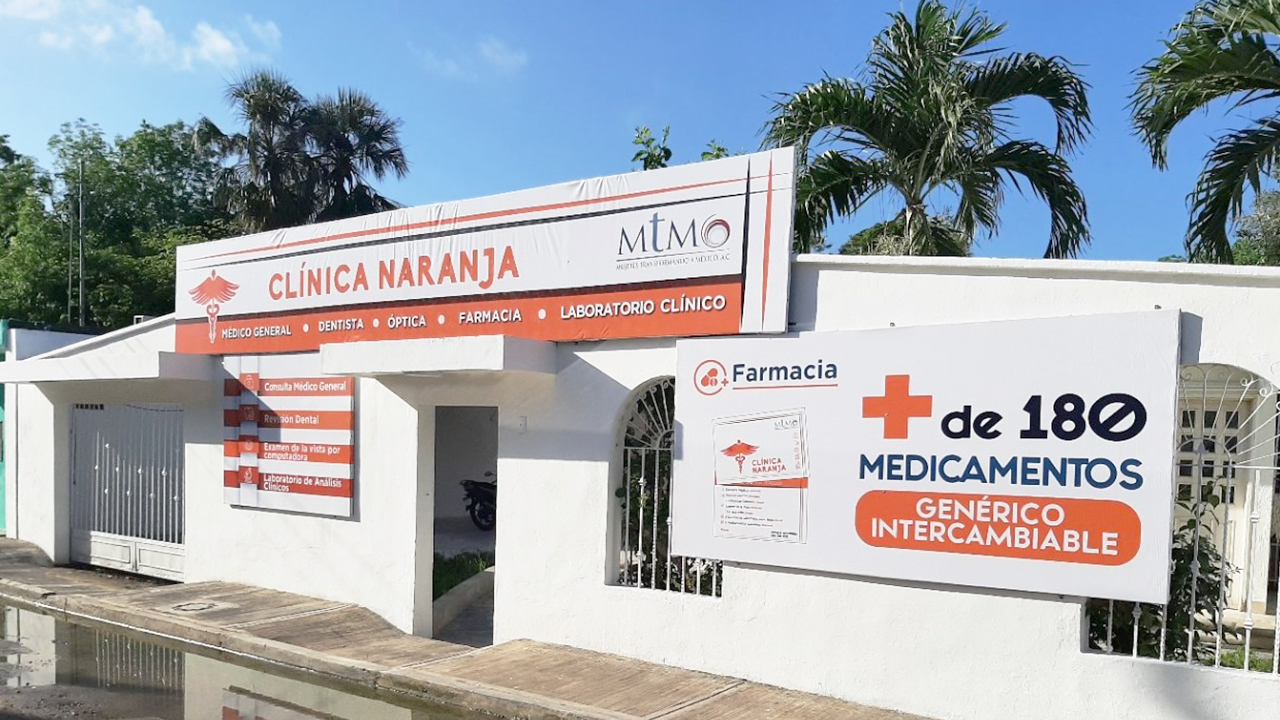 CLÍNICA NARANJA
MTMO
MÉDICO GENERAL • DENTISTA • ÓPTICA • FARMACIA • LABORATORIO CLÍNICO
Consulta Médico General
Revisión Dental
Examen de la vista por
computadora
Laboratorio de Análisis
Clínicos
Farmacia
CLÍNICA
NARANJA
+ de 180
MEDICAMENTOS
GENÉRICO
INTERCAMBIABLE